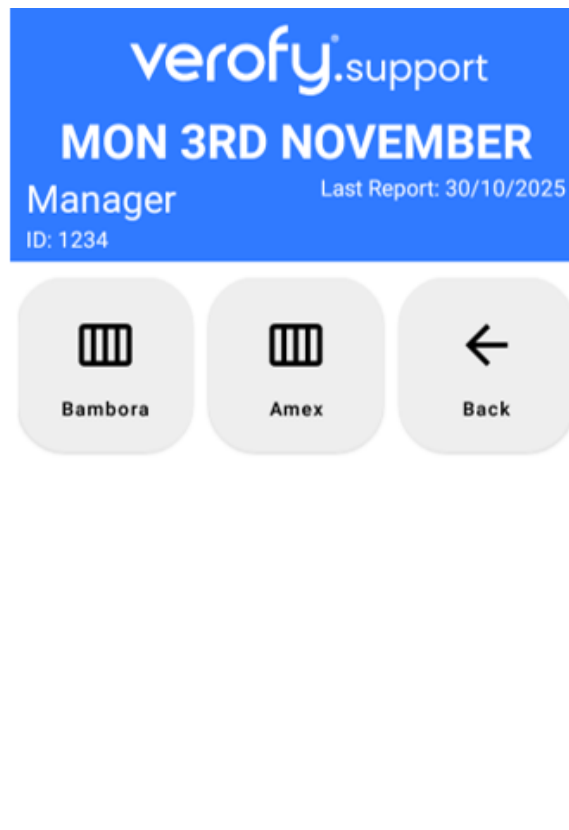 verofy.support
MON 3RD NOVEMBER
Manager
Last Report: 30/10/2025
ID: 1234
Bambora
Amex
Back